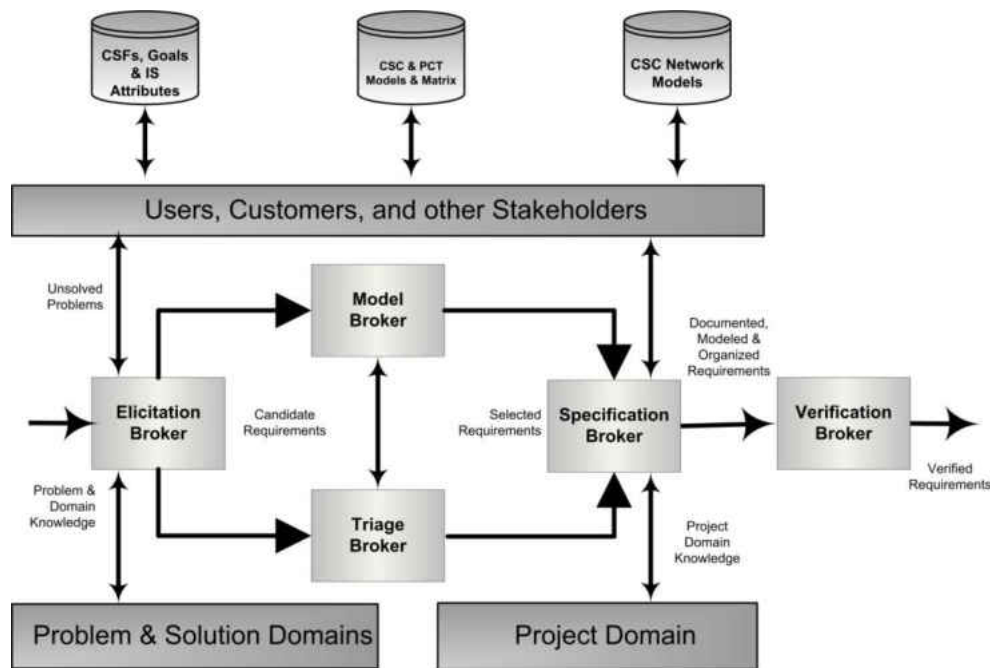 CSFs, Goals
& IS
Attributes
CSC & PCT
Models & Matrix
CSC Network
Models
Users, Customers, and other Stakeholders
Unsolved
Problems
Model
Broker
Documented,
Modeled &
Organized
Requirements
Elicitation
Broker
Candidate
Requirements
Selected
Requirements
Specification
Broker
Verification
Broker
Verified
Requirements
Problem &
Domain
Knowledge
Triage
Broker
Project
Domain
Knowledge
Problem & Solution Domains
Project Domain